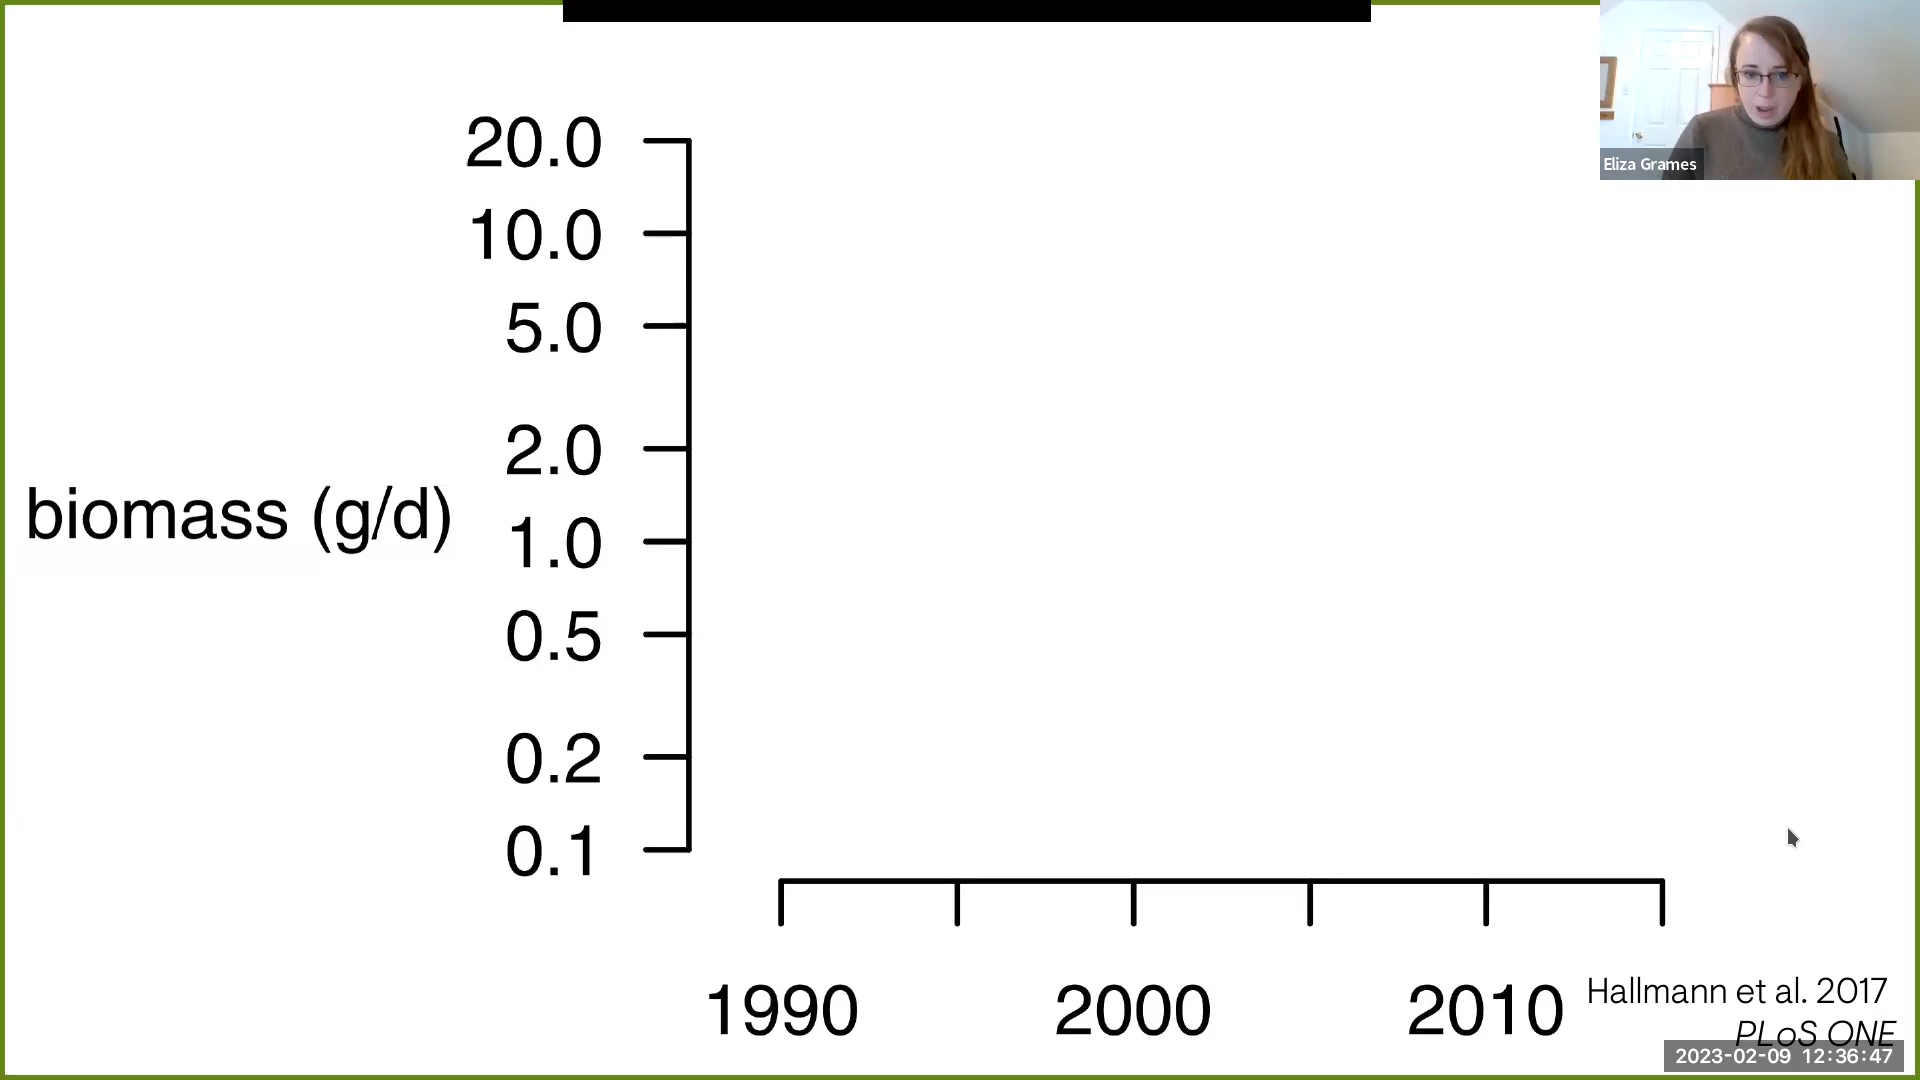 Eliza Grames
20.0
10.0
5.0
2.0
biomass (g/d)
1.0
0.5
0.2
0.1
1990 2000 2010
Hallmann et al. 2017
PLoS ONE
2023-02-09 12:36:47